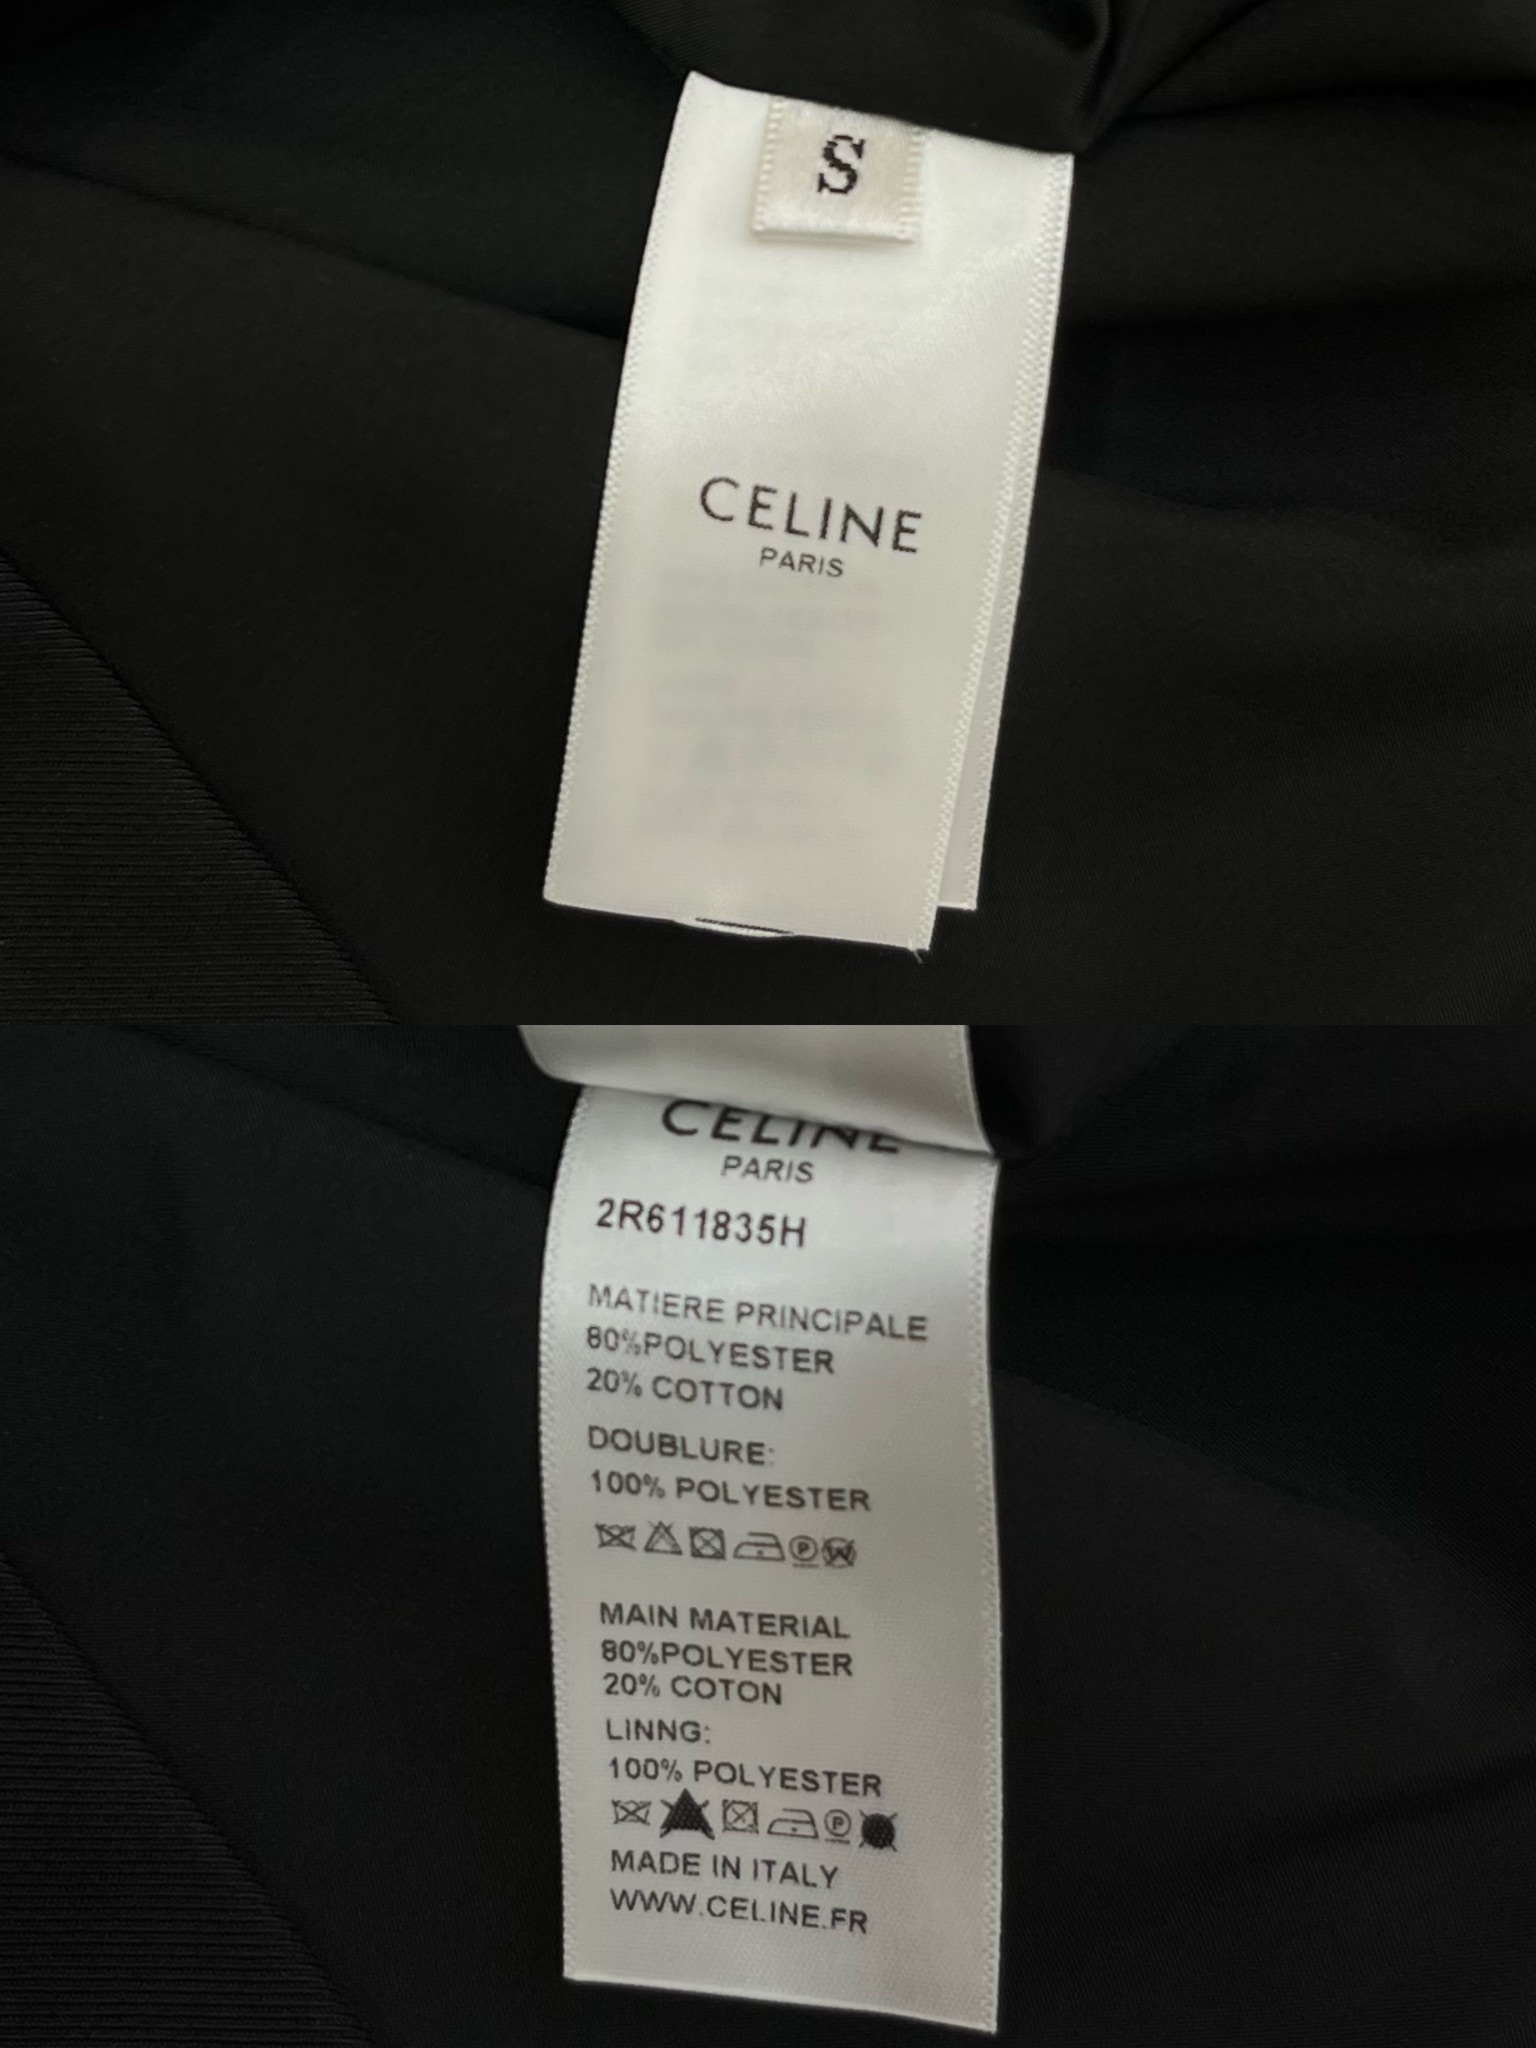 S
CELINE
PARIS
CELINE
PARIS
2R611835H
MATIERE PRINCIPALE
80%POLYESTER
20% COTTON
DOUBLURE:
100% POLYESTER
MAIN MATERIAL
80%POLYESTER
20% COTON
LINNG:
100% POLYESTER
MADE IN ITALY
WWW.CELINE.FR